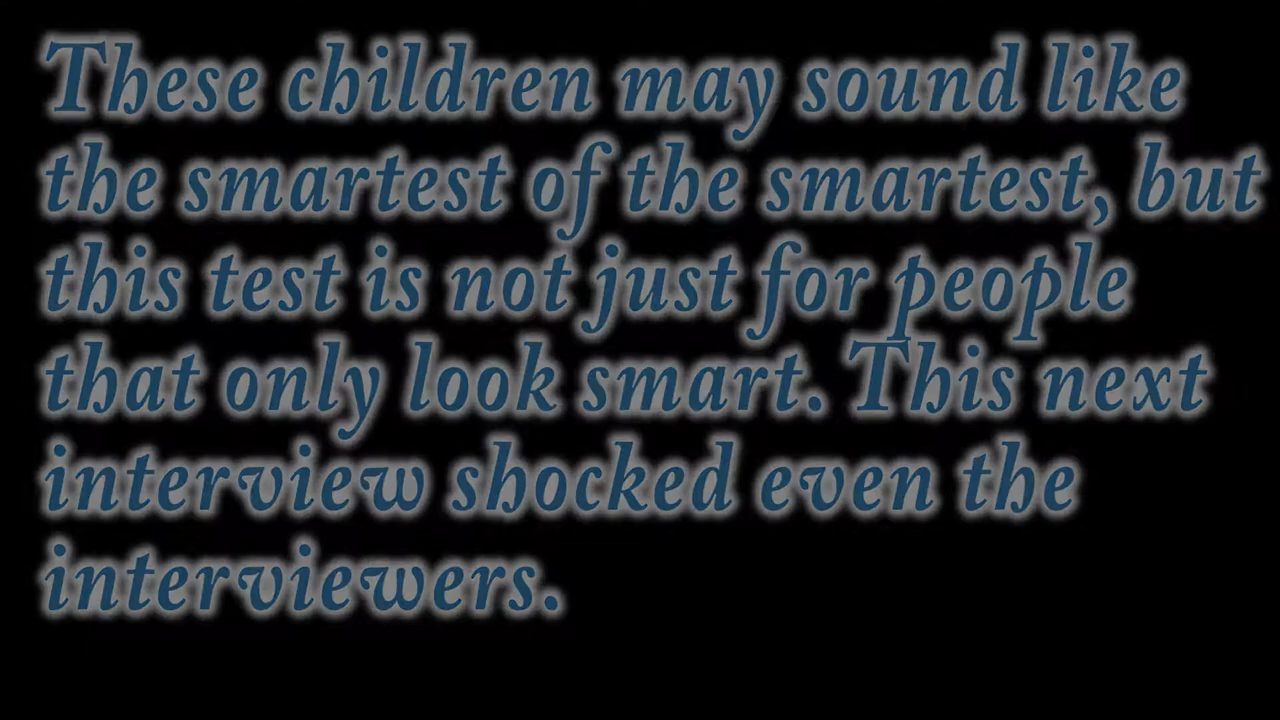 These children may sound like
the smartest of the smartest, but
this test is not just for people
that only look smart. This next
interview shocked even the
interviewers.